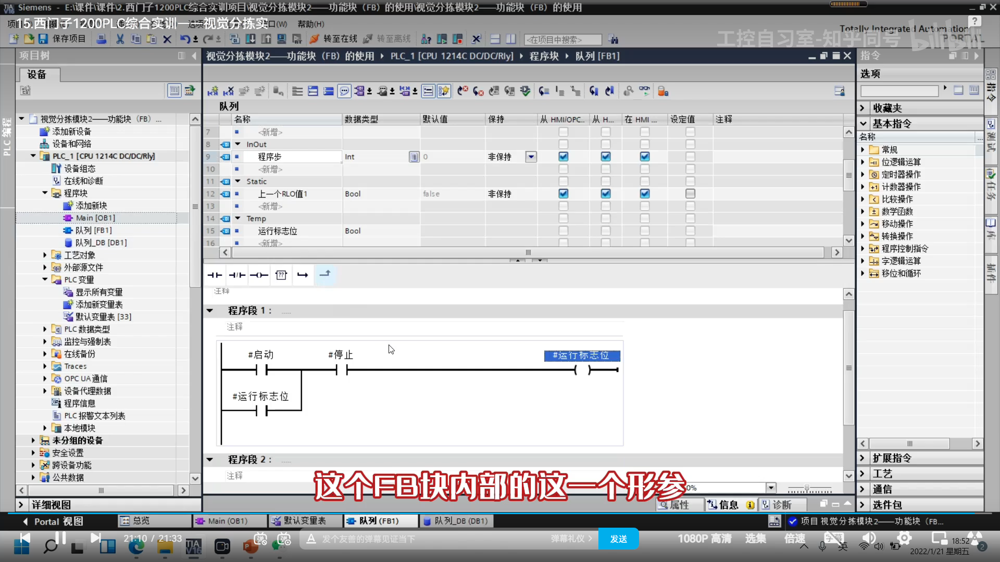 Siemens - E:\课件\课件\2.西门子1200PLC综合实训项目\视觉分拣模块2——功能块（FB）的使用\视觉分拣模块2——功能块（FB）的使用
15.西门子1200PLC综合实训——视觉分拣实
窗口(W) 帮助(H)
Totally Integrated Automation
PORTAL
工控自习室-知乎同号 bilibili
保存项目
转至在线
转至离线
<在项目中搜索>
项目树
视觉分拣模块2——功能块（FB）的使用 PLC_1 [CPU 1214C DC/DC/Rly] 程序块 队列 [FB1]
指令
设备
选项
PLC 编程
视觉分拣模块2——功能块（FB）...
添加新设备
设备和网络
PLC_1 [CPU 1214C DC/DC/Rly]
设备组态
在线和诊断
程序块
添加新块
Main [OB1]
队列 [FB1]
队列_DB [DB1]
工艺对象
外部源文件
PLC 变量
显示所有变量
添加新变量表
默认变量表 [33]
PLC 数据类型
监控与强制表
在线备份
Traces
OPC UA 通信
设备代理数据
程序信息
PLC 报警文本列表
本地模块
未分组的设备
安全设置
跨设备功能
公共数据
详细视图
队列
名称 数据类型 默认值 保持 从 HMI/OPC.. 从 H... 在 HMI ... 设定值 注释
7 <新增>
8 InOut
9 程序步 Int 0 非保持
10 <新增>
11 Static
12 上一个RLO值1 Bool false 非保持
13 <新增>
14 Temp
15 运行标志位 Bool
16 <新增>
注释
程序段 1： .....
注释
#启动 #停止 #运行标志位
#运行标志位
程序段 2： .....
注释
这个FB块内部的这一个形参
0%
属性 信息 诊断
收藏夹
基本指令
名称
常规
位逻辑运算
定时器操作
计数器操作
比较操作
数学函数
移动操作
转换操作
程序控制指令
字逻辑运算
移位和循环
扩展指令
工艺
通信
选件包
测试
任务
库
插件
Portal 视图 总览 Main (OB1) 默认变量表 队列 (FB1) 队列_DB (DB1) 项目 视觉分拣模块2——功能块（FB...
21:10 / 21:33
发个友善的弹幕见证当下
弹幕礼仪 >
发送
1080P 高清 选集 倍速 字幕
英
18:52
2022/1/21 星期五
2